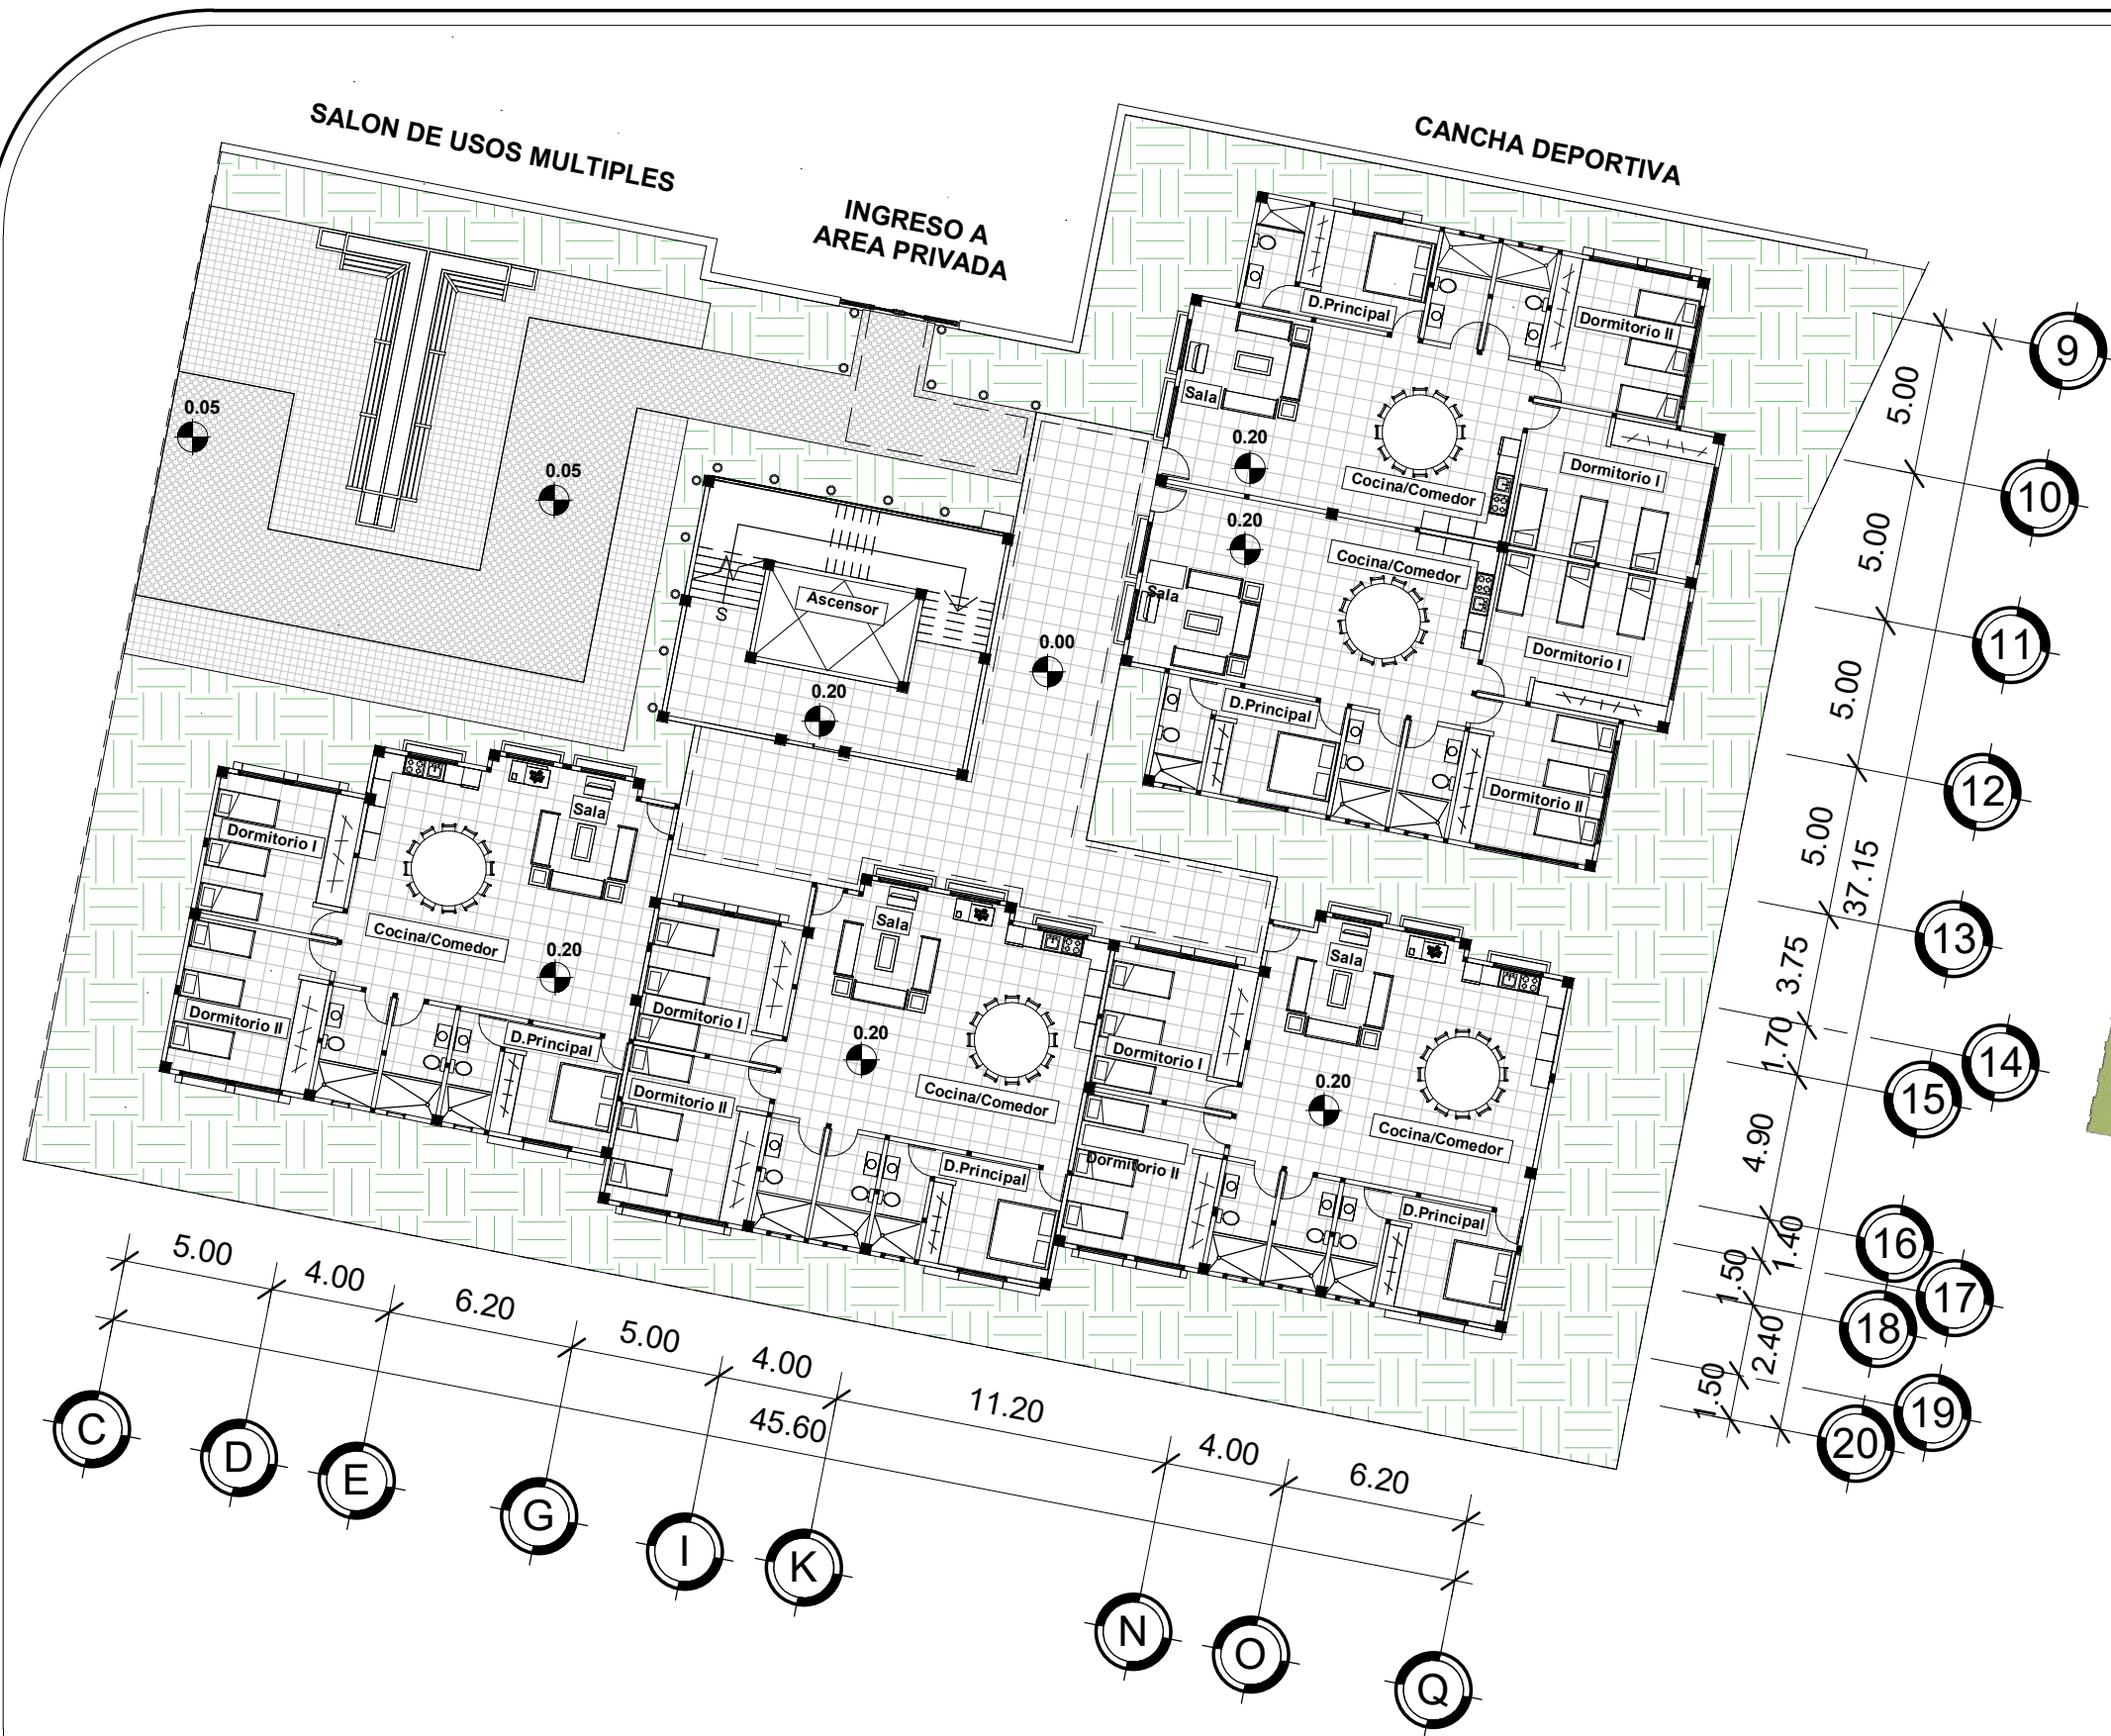 SALON DE USOS MULTIPLES
CANCHA DEPORTIVA
INGRESO A
AREA PRIVADA
D.Principal
Dormitorio II
Sala
0.20
Cocina/Comedor
Dormitorio I
0.05
0.05
0.20
Cocina/Comedor
Sala
Dormitorio I
D.Principal
Dormitorio II
Ascensor
S
0.00
0.20
Sala
Dormitorio I
Cocina/Comedor
0.20
Dormitorio II
D.Principal
Sala
Dormitorio I
0.20
Cocina/Comedor
Dormitorio II
D.Principal
Sala
Dormitorio I
0.20
Cocina/Comedor
Dormitorio II
D.Principal
9
5.00
10
5.00
11
5.00
12
5.00
37.15
13
3.75
14
1.70
15
4.90
16
1.40
17
1.50
18
2.40
19
1.50
20
5.00
4.00
6.20
5.00
4.00
11.20
4.00
6.20
45.60
C
D
E
G
I
K
N
O
Q